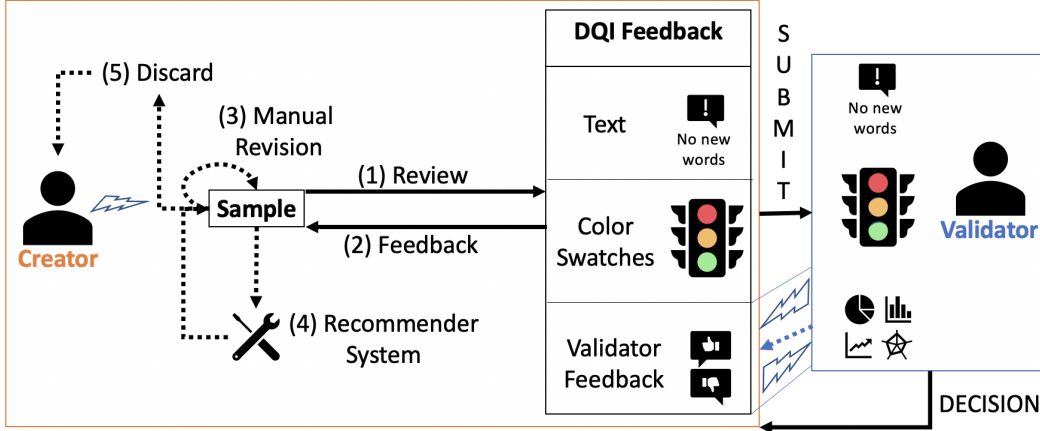 DQI Feedback
(5) Discard
(3) Manual
Revision
Text
No new
words
(1) Review
Sample
(2) Feedback
Creator
Color
Swatches
(4) Recommender
System
Validator
Feedback
SUBMIT
No new
words
Validator
DECISION